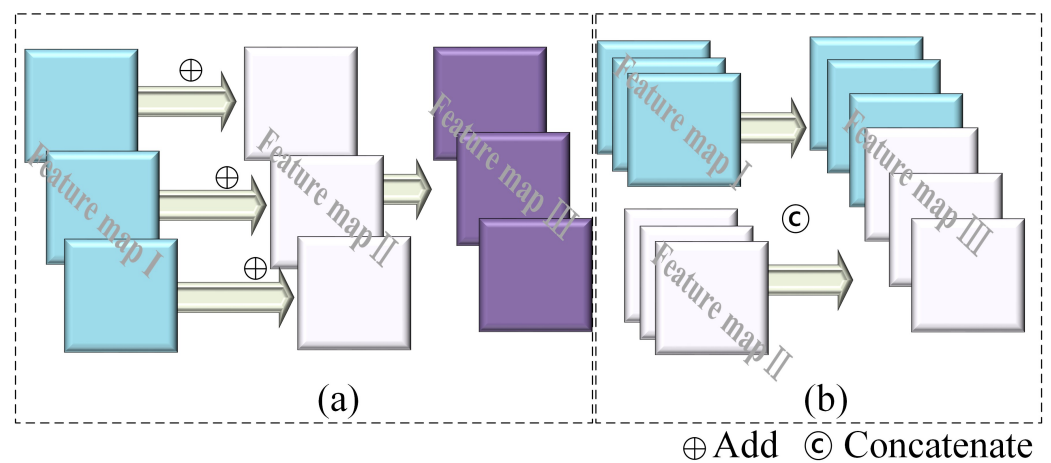 Feature map I
Feature map II
Feature map III
(a)
Feature map I
Feature map II
ⓒ
Feature map III
(b)
⊕ Add ⓒ Concatenate